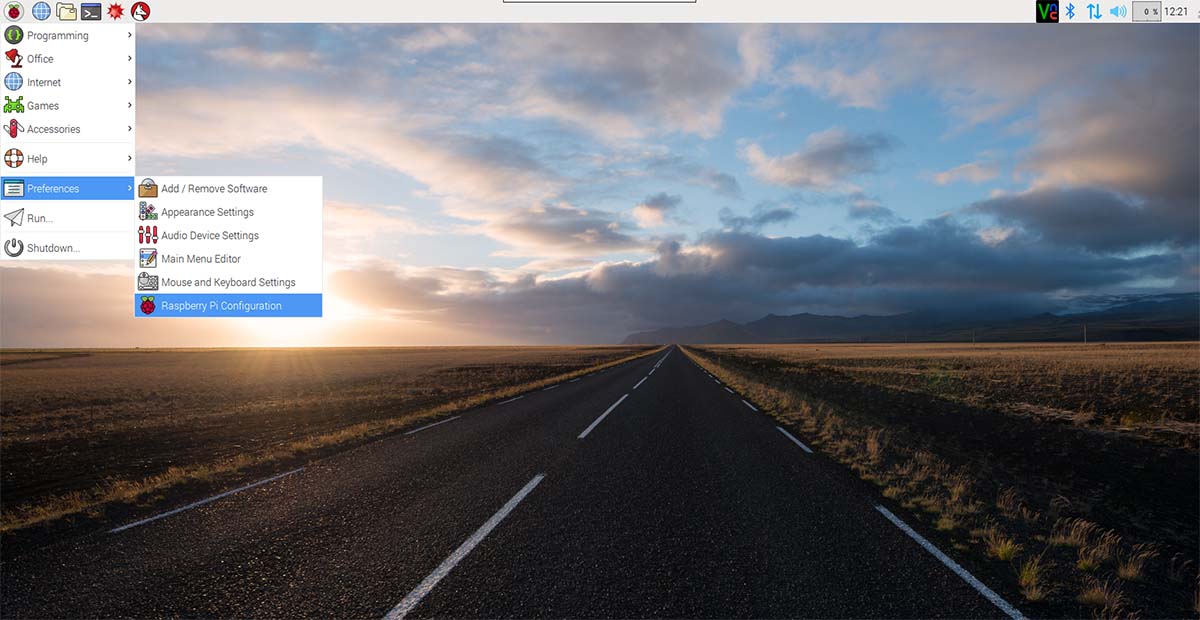 VNC
0 %
12:21
Programming
Office
Internet
Games
Accessories
Help
Preferences
Run...
Shutdown...
Add / Remove Software
Appearance Settings
Audio Device Settings
Main Menu Editor
Mouse and Keyboard Settings
Raspberry Pi Configuration